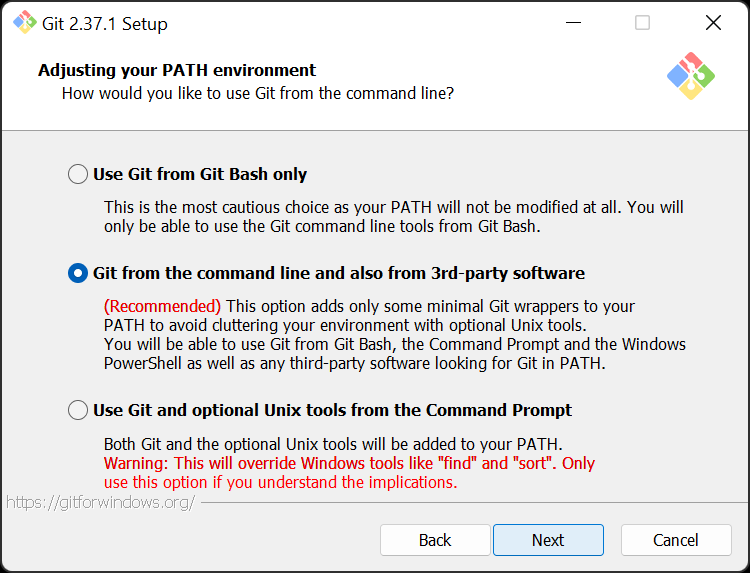 Git 2.37.1 Setup
Adjusting your PATH environment
How would you like to use Git from the command line?
Use Git from Git Bash only
This is the most cautious choice as your PATH will not be modified at all. You will
only be able to use the Git command line tools from Git Bash.
Git from the command line and also from 3rd-party software
(Recommended) This option adds only some minimal Git wrappers to your
PATH to avoid cluttering your environment with optional Unix tools.
You will be able to use Git from Git Bash, the Command Prompt and the Windows
PowerShell as well as any third-party software looking for Git in PATH.
Use Git and optional Unix tools from the Command Prompt
Both Git and the optional Unix tools will be added to your PATH.
Warning: This will override Windows tools like "find" and "sort". Only
use this option if you understand the implications.
https://gitforwindows.org/
Back Next Cancel